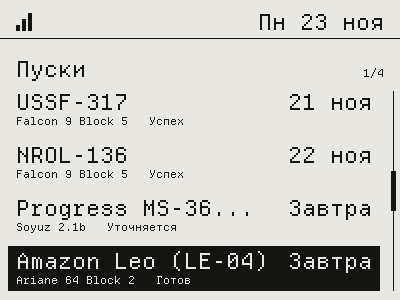 Пн 23 ноя
Пуски 1/4
USSF-317 21 ноя
Falcon 9 Block 5 Успех
NROL-136 22 ноя
Falcon 9 Block 5 Успех
Progress MS-36... Завтра
Soyuz 2.1b Уточняется
Amazon Leo (LE-04) Завтра
Ariane 64 Block 2 Готов